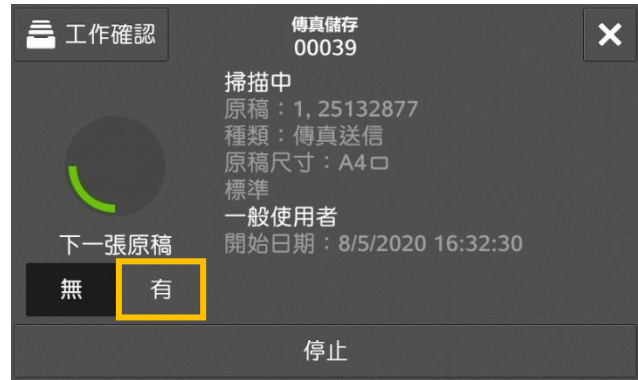 工作確認
傳真儲存
00039
掃描中
原稿：1, 25132877
種類：傳真送信
原稿尺寸：A4
標準
一般使用者
開始日期：8/5/2020 16:32:30
下一張原稿
無 有
停止